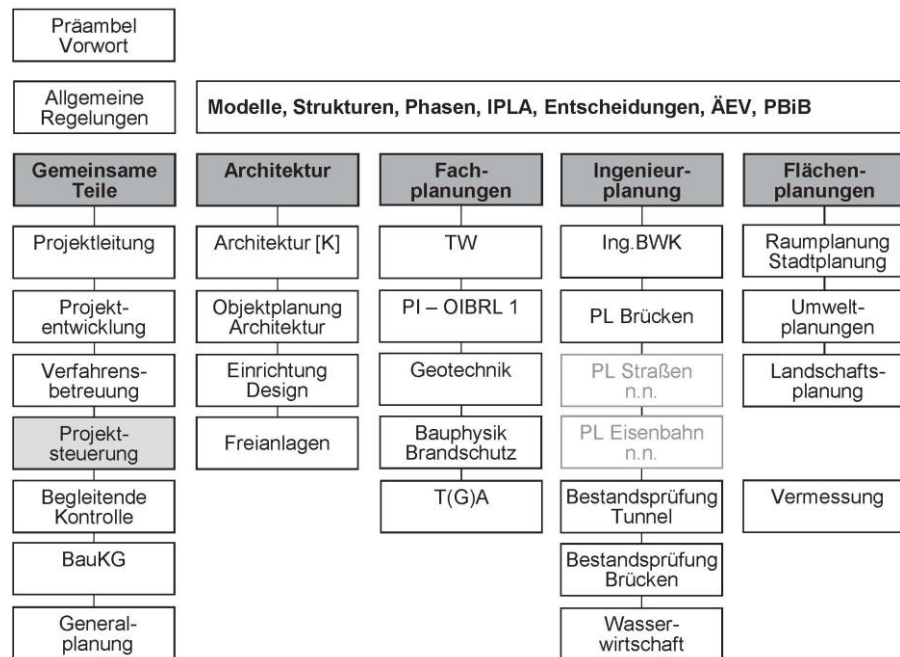 Präambel
Vorwort
Allgemeine
Regelungen
Modelle, Strukturen, Phasen, IPLA, Entscheidungen, ÄEV, PBiB
Gemeinsame
Teile
Projektleitung
Projekt-
entwicklung
Verfahrens-
betreuung
Projekt-
steuerung
Begleitende
Kontrolle
BauKG
General-
planung
Architektur
Architektur [K]
Objektplanung
Architektur
Einrichtung
Design
Freianlagen
Fach-
planungen
TW
PI – OIBRL 1
Geotechnik
Bauphysik
Brandschutz
T(G)A
Ingenieur-
planung
Ing.BWK
PL Brücken
PL Straßen
n.n.
PL Eisenbahn
n.n.
Bestandsprüfung
Tunnel
Bestandsprüfung
Brücken
Wasser-
wirtschaft
Flächen-
planungen
Raumplanung
Stadtplanung
Umwelt-
planungen
Landschafts-
planung
Vermessung